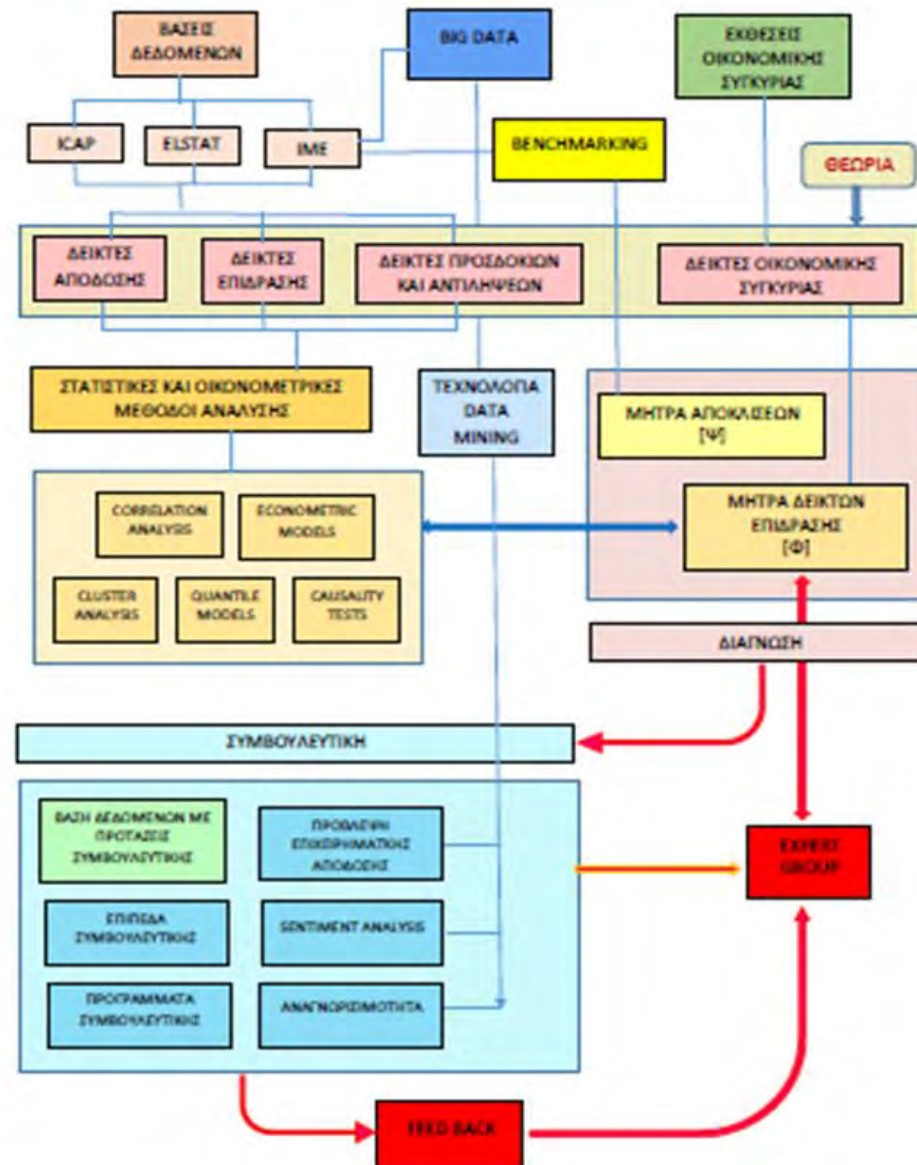 ΒΑΣΕΙΣ
ΔΕΔΟΜΕΝΩΝ
BIG DATA
ΕΚΘΕΣΕΙΣ
ΟΙΚΟΝΟΜΙΚΗΣ
ΣΥΓΚΥΡΙΑΣ
ICAP
ELSTAT
IME
BENCHMARKING
ΘΕΩΡΙΑ
ΔΕΙΚΤΕΣ
ΑΠΟΔΟΣΗΣ
ΔΕΙΚΤΕΣ
ΕΠΙΔΡΑΣΗΣ
ΔΕΙΚΤΕΣ ΠΡΟΣΔΟΚΙΩΝ
ΚΑΙ ΑΝΤΙΛΗΨΕΩΝ
ΔΕΙΚΤΕΣ ΟΙΚΟΝΟΜΙΚΗΣ
ΣΥΓΚΥΡΙΑΣ
ΣΤΑΤΙΣΤΙΚΕΣ ΚΑΙ ΟΙΚΟΝΟΜΕΤΡΙΚΕΣ
ΜΕΘΟΔΟΙ ΑΝΑΛΥΣΗΣ
ΤΕΧΝΟΛΟΓΙΑ
DATA
MINING
ΜΗΤΡΑ ΑΠΟΚΛΙΣΕΩΝ
[Ψ]
CORRELATION
ANALYSIS
ECONOMETRIC
MODELS
ΜΗΤΡΑ ΔΕΙΚΤΩΝ
ΕΠΙΔΡΑΣΗΣ
[Φ]
CLUSTER
ANALYSIS
QUANTILE
MODELS
CAUSALITY
TESTS
ΔΙΑΓΝΩΣΗ
ΣΥΜΒΟΥΛΕΥΤΙΚΗ
ΒΑΣΗ ΔΕΔΟΜΕΝΩΝ ΜΕ
ΠΡΟΤΑΣΕΙΣ
ΣΥΜΒΟΥΛΕΥΤΙΚΗΣ
ΠΡΟΒΛΕΨΗ
ΕΠΙΧΕΙΡΗΜΑΤΙΚΗΣ
ΑΠΟΔΟΣΗΣ
EXPERT
GROUP
ΕΠΙΠΕΔΑ
ΣΥΜΒΟΥΛΕΥΤΙΚΗΣ
SENTIMENT ANALYSIS
ΠΡΟΓΡΑΜΜΑΤΑ
ΣΥΜΒΟΥΛΕΥΤΙΚΗΣ
ΑΝΑΓΝΩΡΙΣΙΜΟΤΗΤΑ
FEED BACK